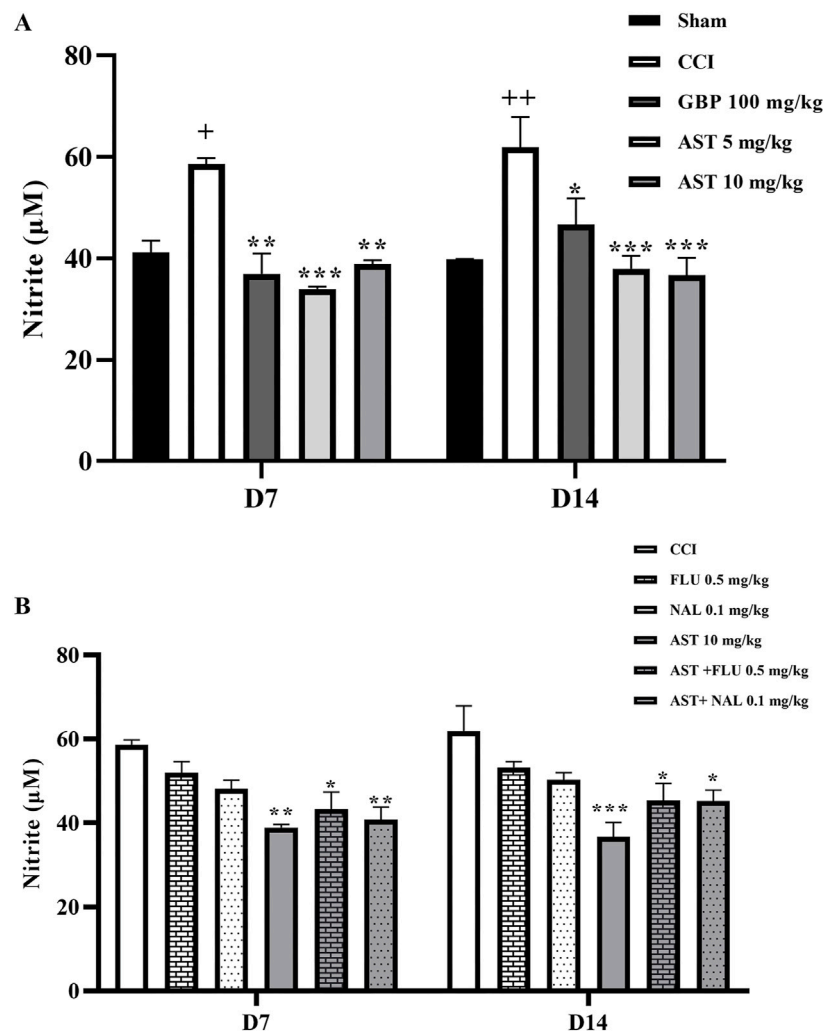 A
Sham
CCI
GBP 100 mg/kg
AST 5 mg/kg
AST 10 mg/kg
Nitrite (µM)
80
60
40
20
0
+
**
***
**
++
*
***
***
D7
D14
B
CCI
FLU 0.5 mg/kg
NAL 0.1 mg/kg
AST 10 mg/kg
AST +FLU 0.5 mg/kg
AST+ NAL 0.1 mg/kg
Nitrite (µM)
80
60
40
20
0
**
*
**
***
*
*
D7
D14